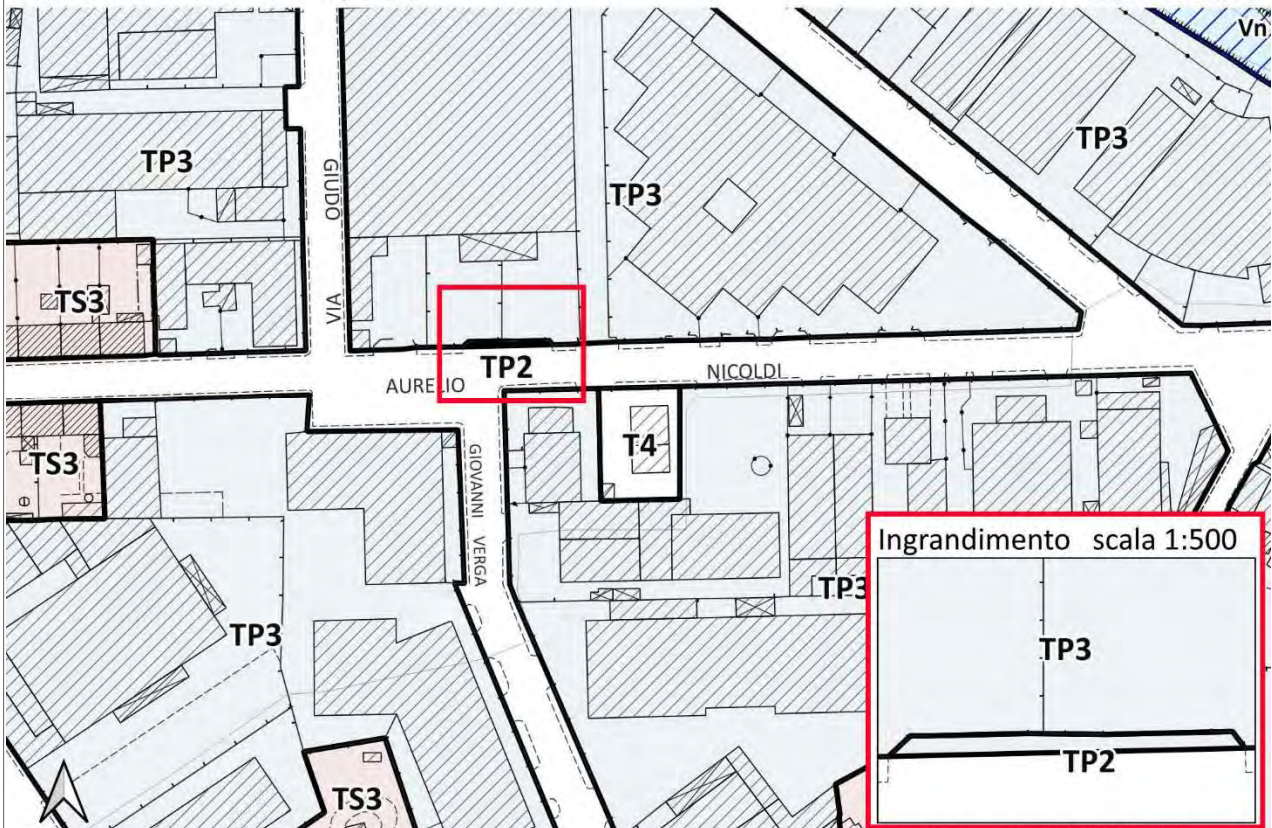 Vn
TP3
TP3
TP3
GIUDO
VIA
TS3
TP2
AURELIO
NICOLDI
TS3
T4
GIOVANNI VERGA
Ingrandimento scala 1:500
TP3
TP3
TP3
TP2
TS3